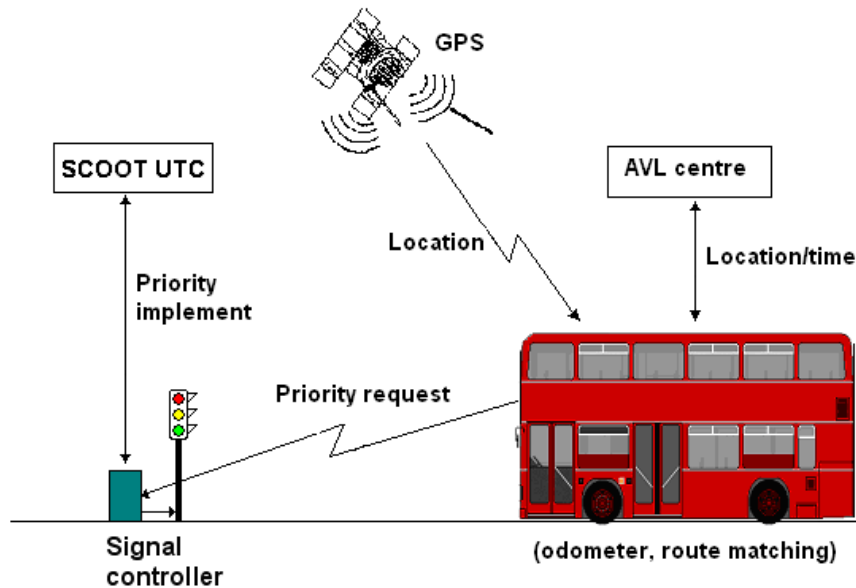 GPS
SCOOT UTC
AVL centre
Location
Location/time
Priority
implement
Priority request
Signal
controller
(odometer, route matching)